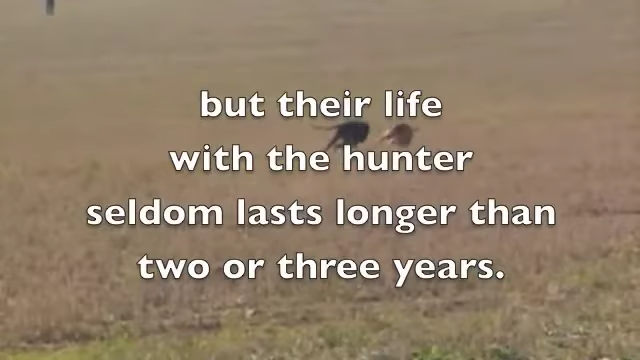 but their life
with the hunter
seldom lasts longer than
two or three years.